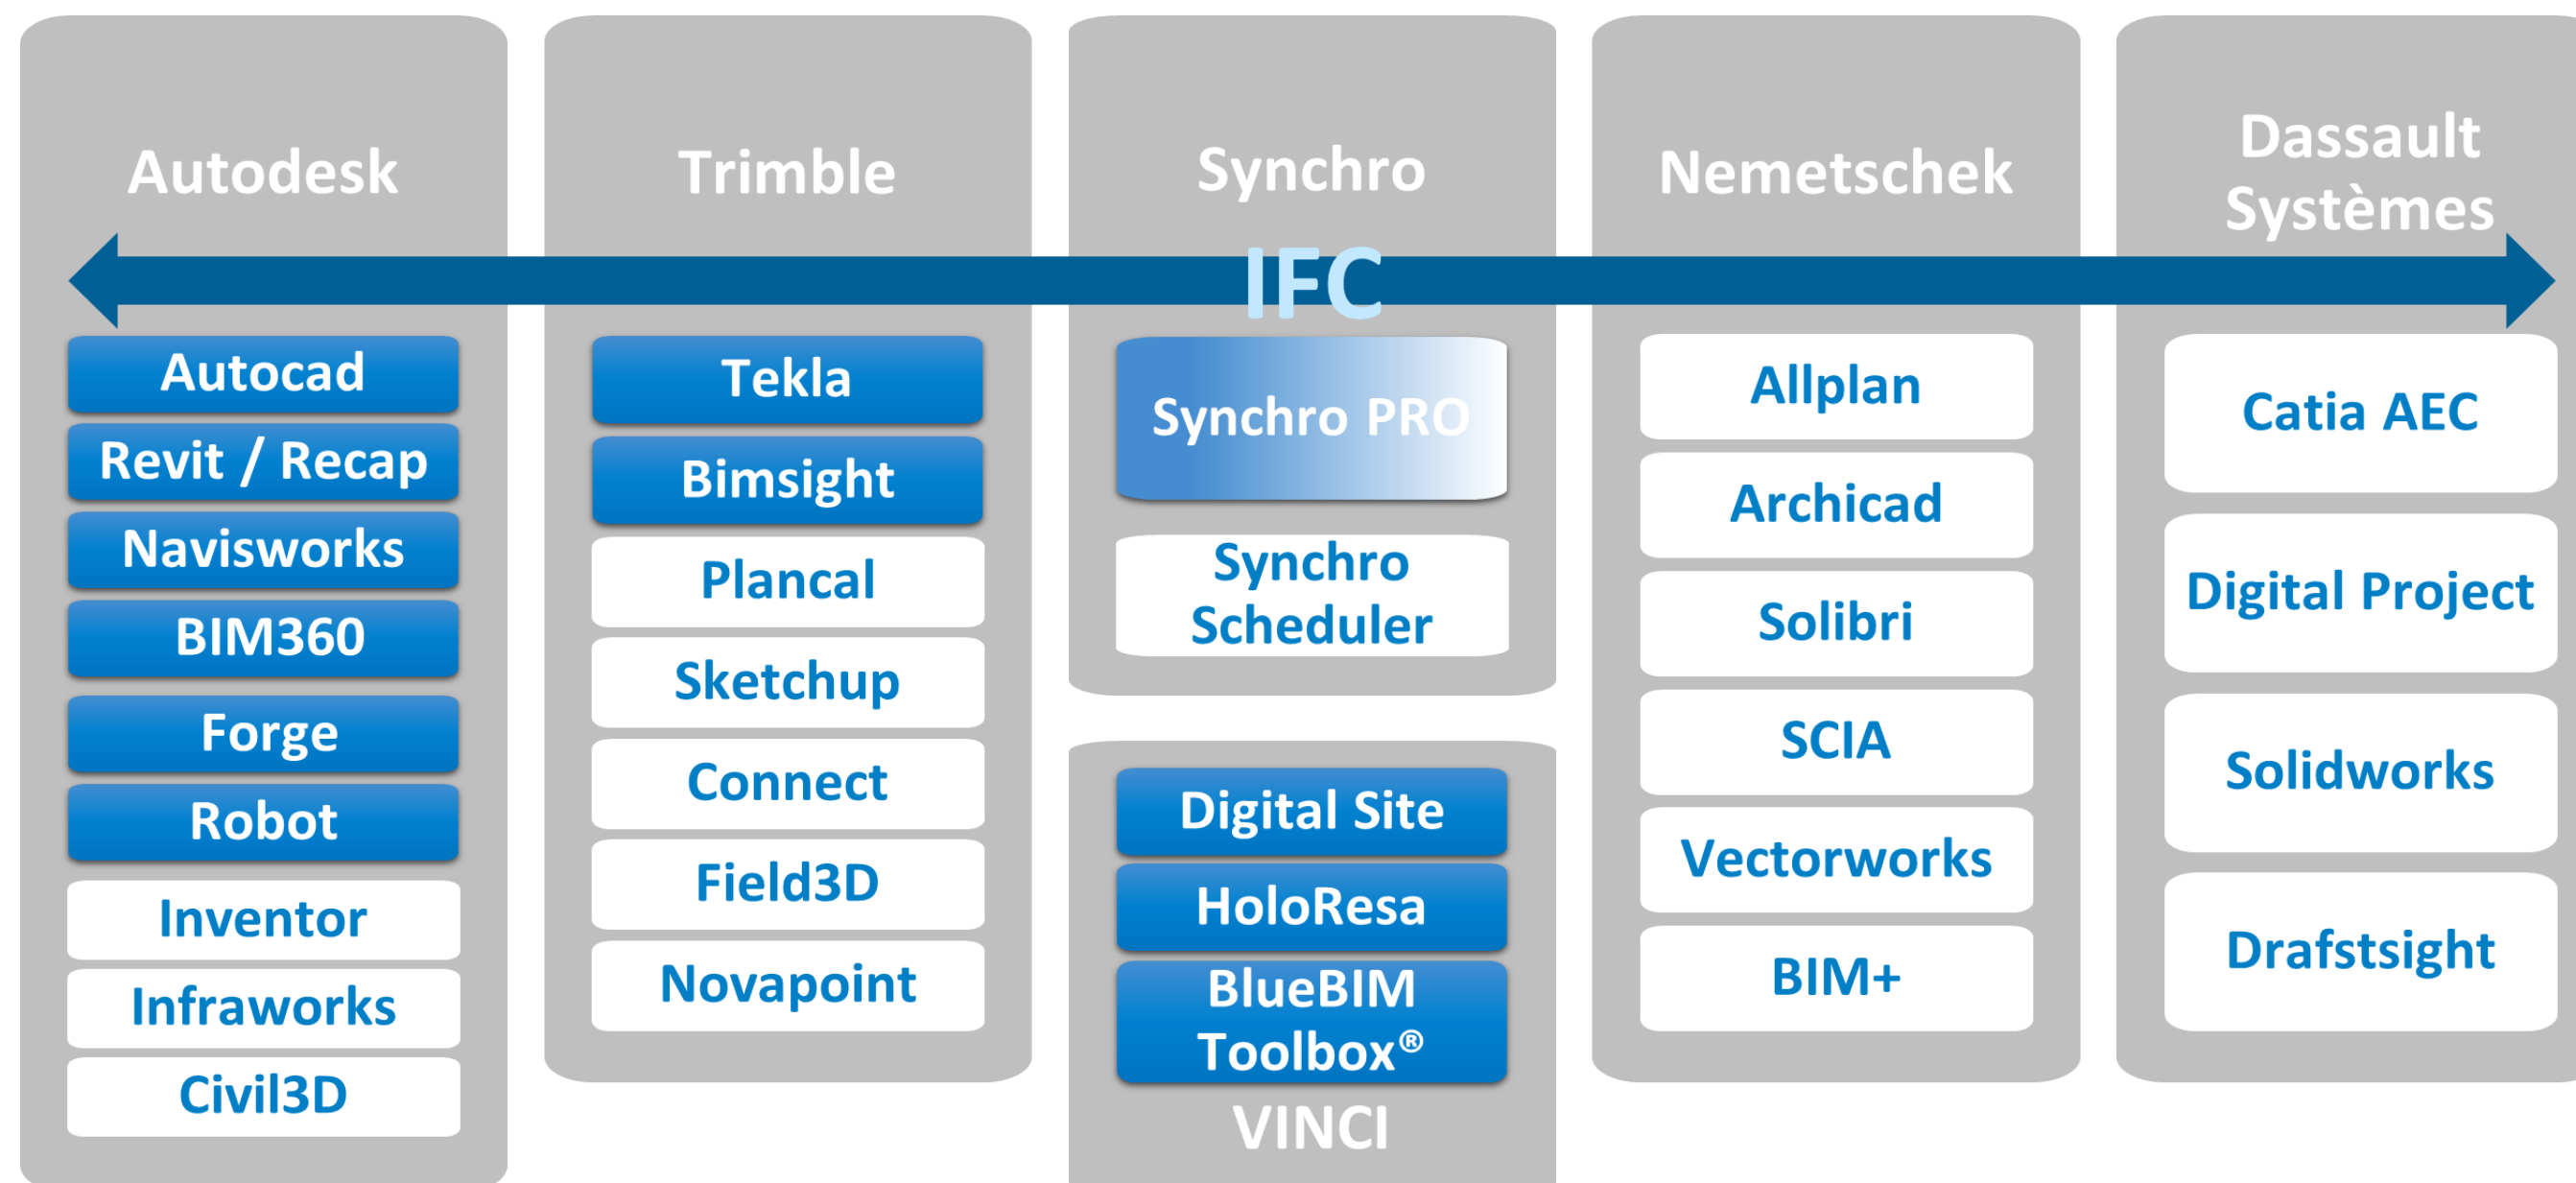 Autodesk
Autocad
Revit / Recap
Navisworks
BIM360
Forge
Robot
Inventor
Infraworks
Civil3D
Trimble
Tekla
Bimsight
Plancal
Sketchup
Connect
Field3D
Novapoint
Synchro
IFC
Synchro PRO
Synchro
Scheduler
Digital Site
HoloResa
BlueBIM
Toolbox®
VINCI
Nemetschek
Allplan
Archicad
Solibri
SCIA
Vectorworks
BIM+
Dassault
Systèmes
Catia AEC
Digital Project
Solidworks
Drafstsight